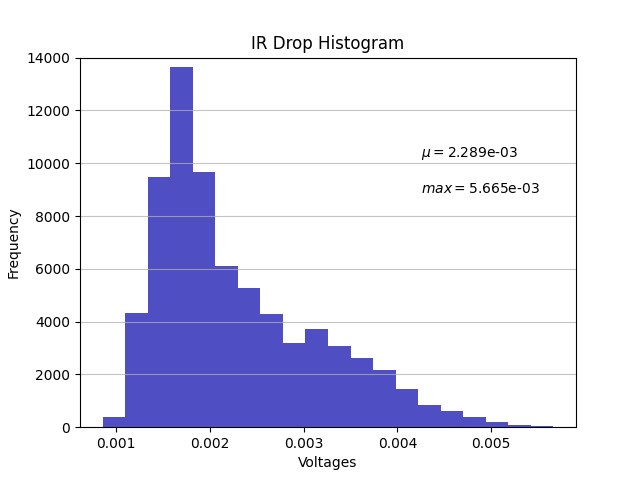 IR Drop Histogram
14000
12000
10000
8000
6000
4000
2000
0
Frequency
μ = 2.289e-03
max = 5.665e-03
0.001 0.002 0.003 0.004 0.005
Voltages